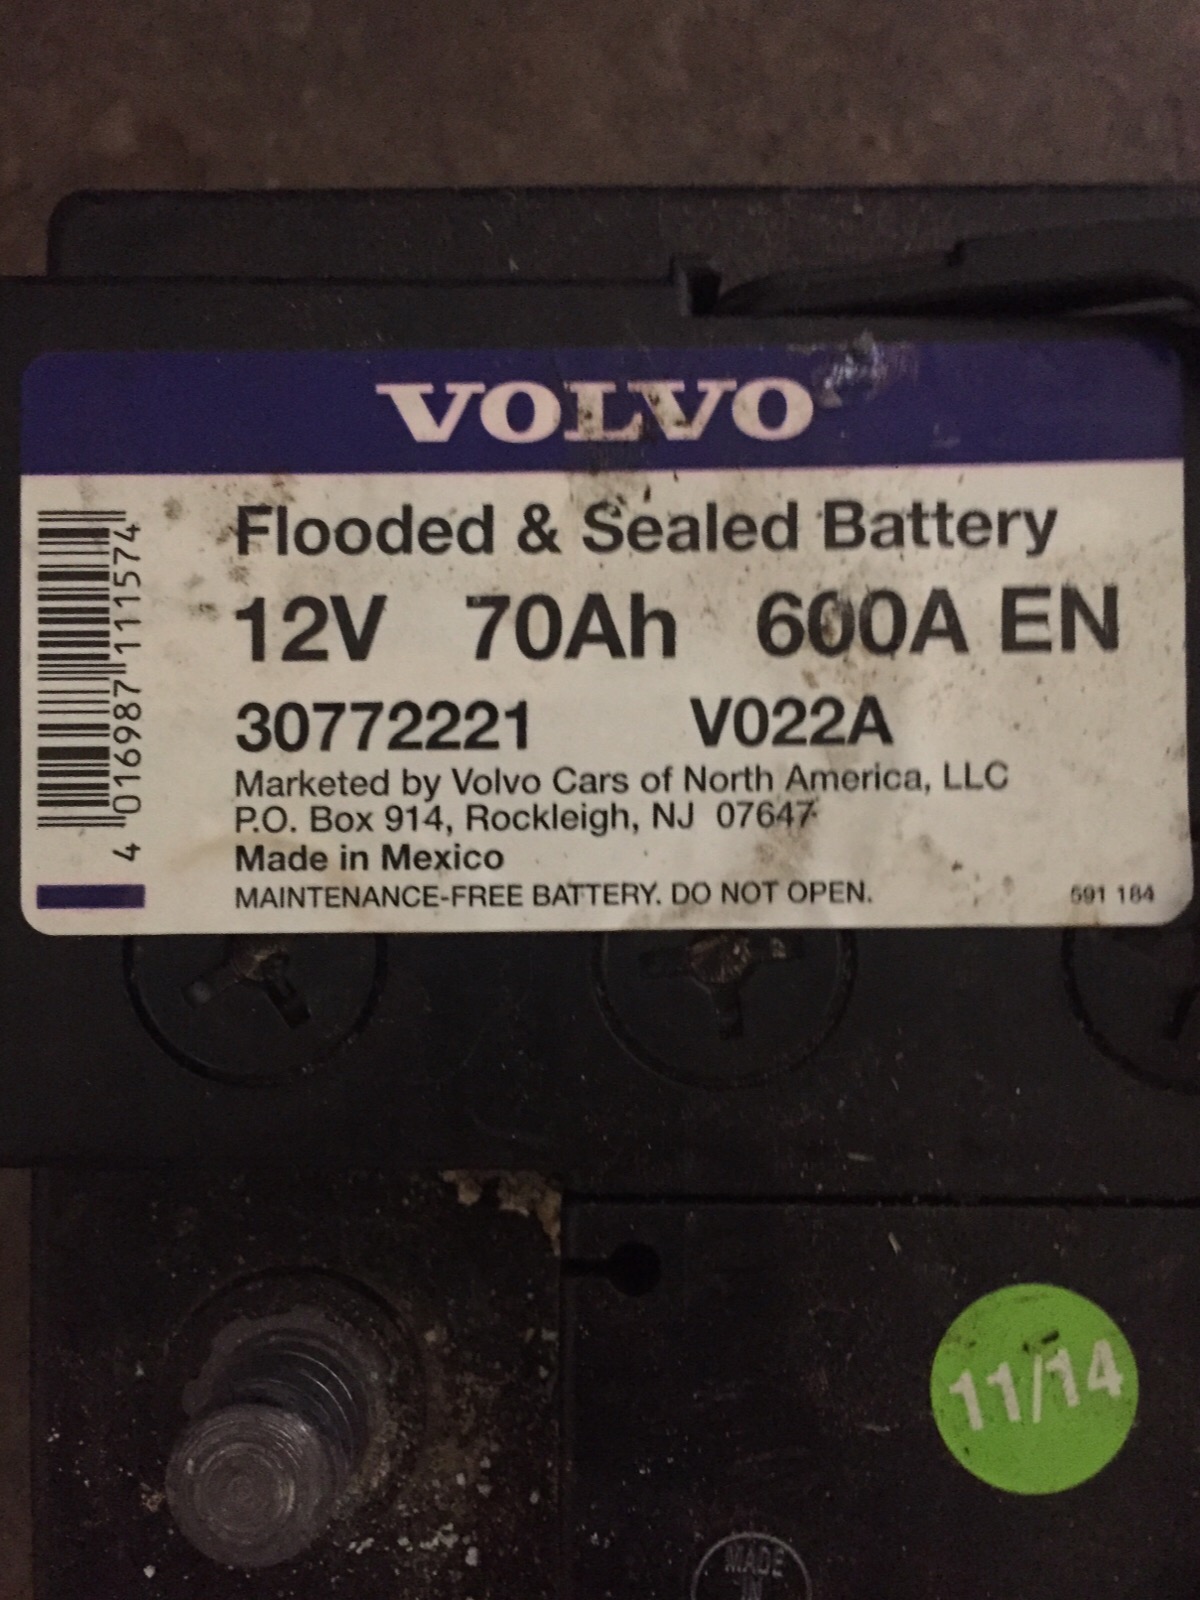 VOLVO
Flooded & Sealed Battery
12V 70Ah 600A EN
30772221 V022A
Marketed by Volvo Cars of North America, LLC
P.O. Box 914, Rockleigh, NJ 07647
Made in Mexico
MAINTENANCE-FREE BATTERY. DO NOT OPEN.
591 184
4 016987 111574
11/14
MADE
IN